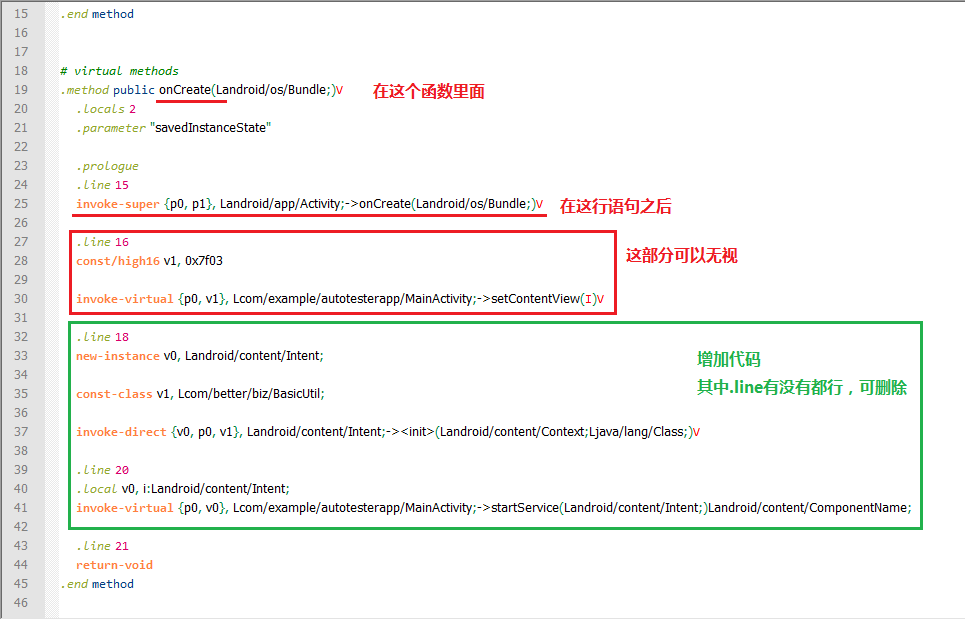 15 .end method
16
17
18 # virtual methods
19 .method public onCreate(Landroid/os/Bundle;)V 在这个函数里面
20 .locals 2
21 .parameter "savedInstanceState"
22
23 .prologue
24 .line 15
25 invoke-super {p0, p1}, Landroid/app/Activity;->onCreate(Landroid/os/Bundle;)V 在这行语句之后
26
27 .line 16
28 const/high16 v1, 0x7f03 这部分可以无视
29
30 invoke-virtual {p0, v1}, Lcom/example/autotesterapp/MainActivity;->setContentView(I)V
31
32 .line 18
33 new-instance v0, Landroid/content/Intent; 增加代码
34
35 const-class v1, Lcom/better/biz/BasicUtil; 其中.line有没有都行，可删除
36
37 invoke-direct {v0, p0, v1}, Landroid/content/Intent;-><init>(Landroid/content/Context;Ljava/lang/Class;)V
38
39 .line 20
40 .local v0, i:Landroid/content/Intent;
41 invoke-virtual {p0, v0}, Lcom/example/autotesterapp/MainActivity;->startService(Landroid/content/Intent;)Landroid/content/ComponentName;
42
43 .line 21
44 return-void
45 .end method
46